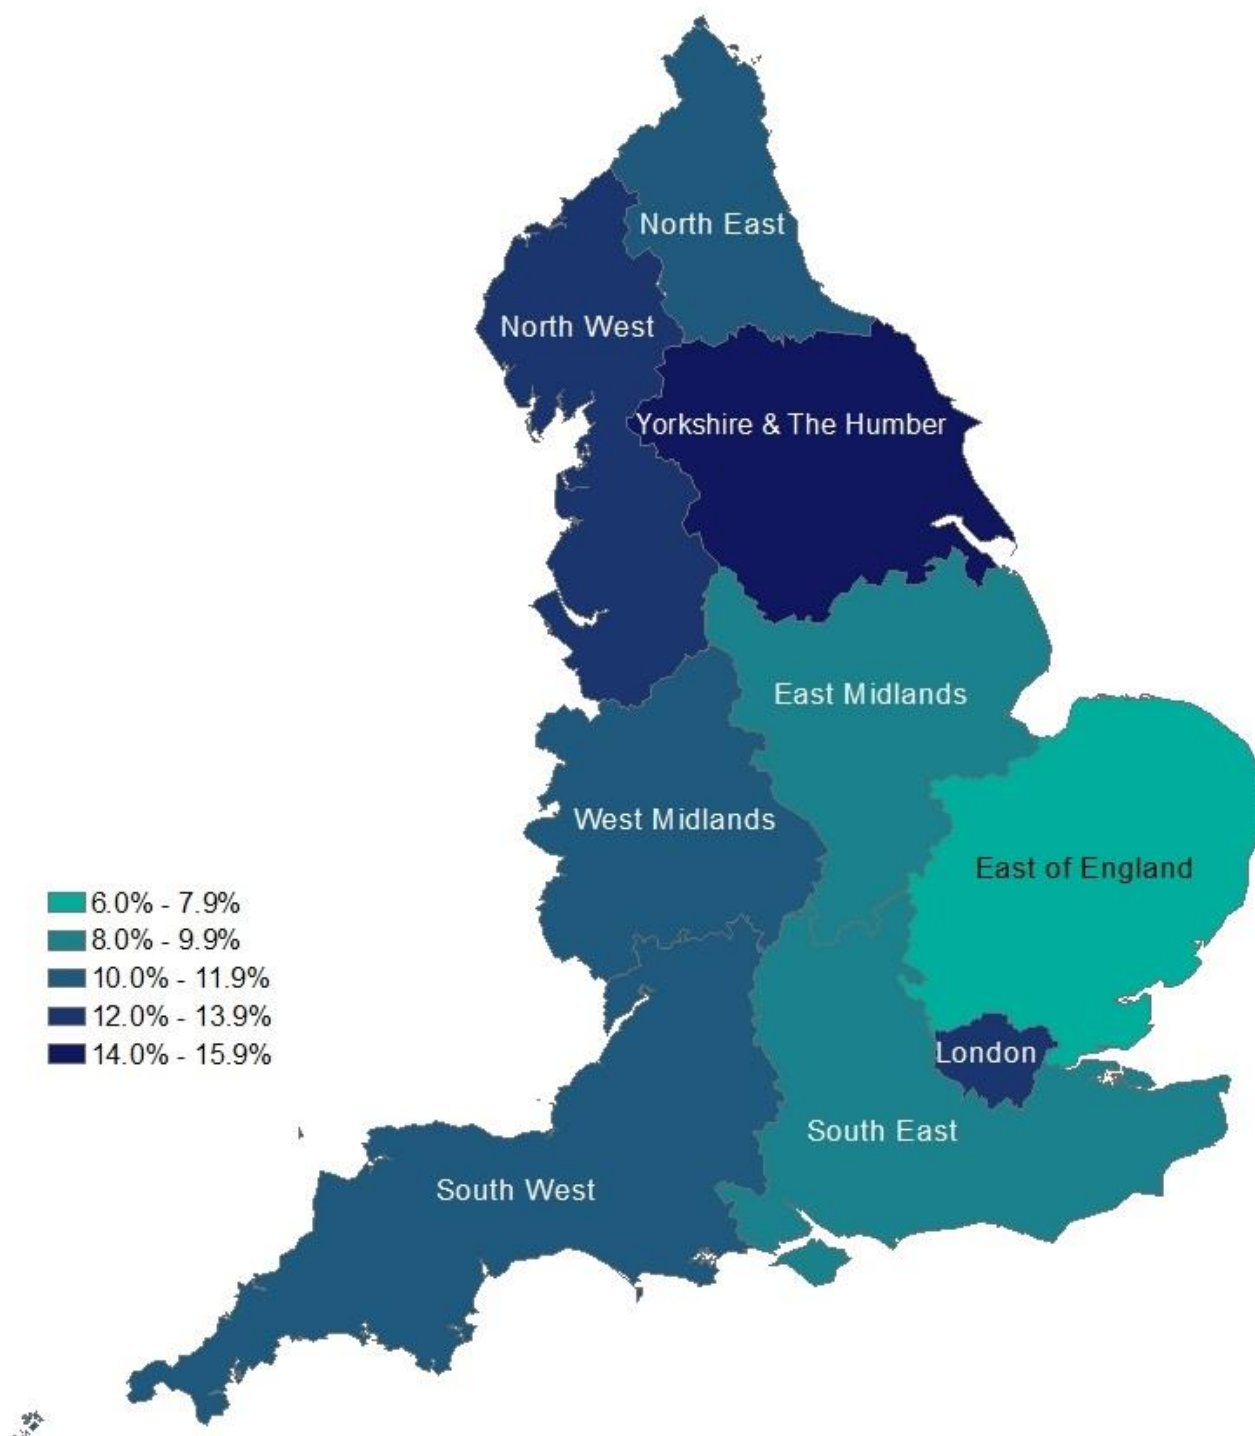 North East
North West
Yorkshire & The Humber
East Midlands
West Midlands
East of England
6.0% - 7.9%
8.0% - 9.9%
10.0% - 11.9%
12.0% - 13.9%
14.0% - 15.9%
London
South East
South West